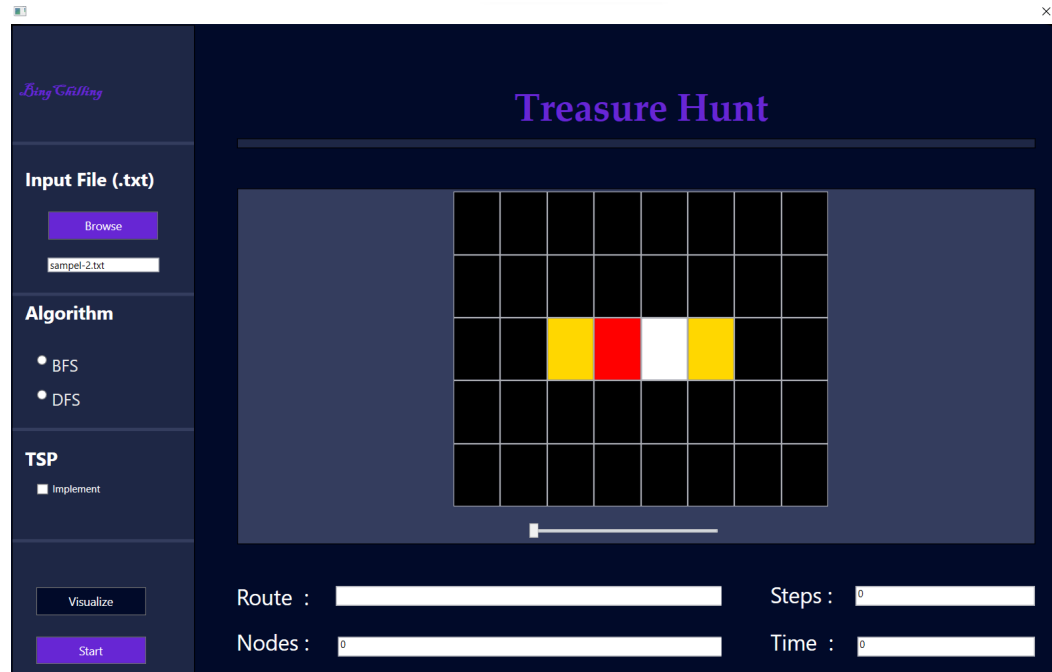 Bing Chilling
Treasure Hunt
Input File (.txt)
Browse
sampel-2.txt
Algorithm
BFS
DFS
TSP
Implement
Visualize
Start
Route :
Steps : 0
Nodes : 0
Time : 0